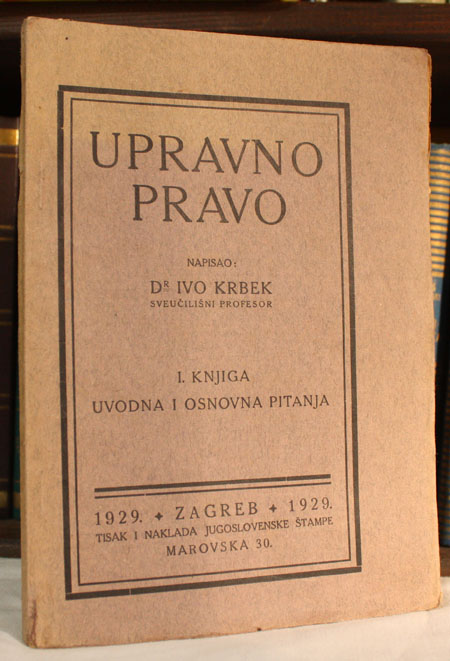 UPRAVNO
PRAVO
NAPISAO:
DR IVO KRBEK
SVEUČILIŠNI PROFESOR
I. KNJIGA
UVODNA I OSNOVNA PITANJA
1929. ✦ ZAGREB ✦ 1929.
TISAK I NAKLADA JUGOSLOVENSKE ŠTAMPE
MAROVSKA 30.